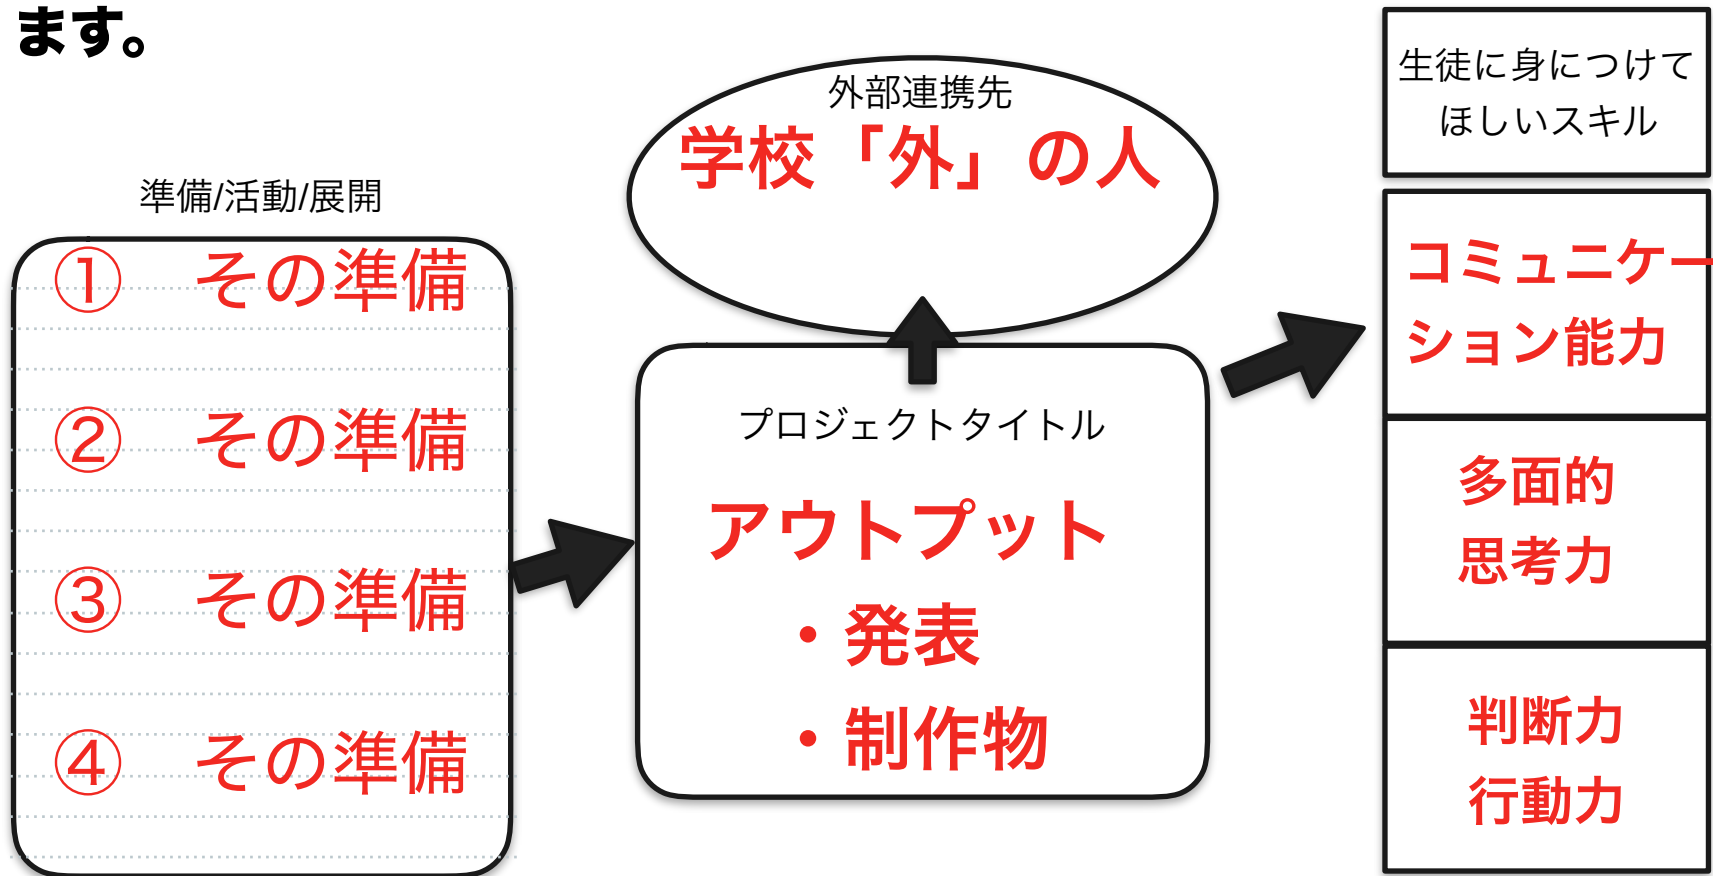 ます。
準備/活動/展開
① その準備
② その準備
③ その準備
④ その準備
外部連携先
学校「外」の人
プロジェクトタイトル
アウトプット
・発表
・制作物
生徒に身につけて
ほしいスキル
コミュニケー
ション能力
多面的
思考力
判断力
行動力